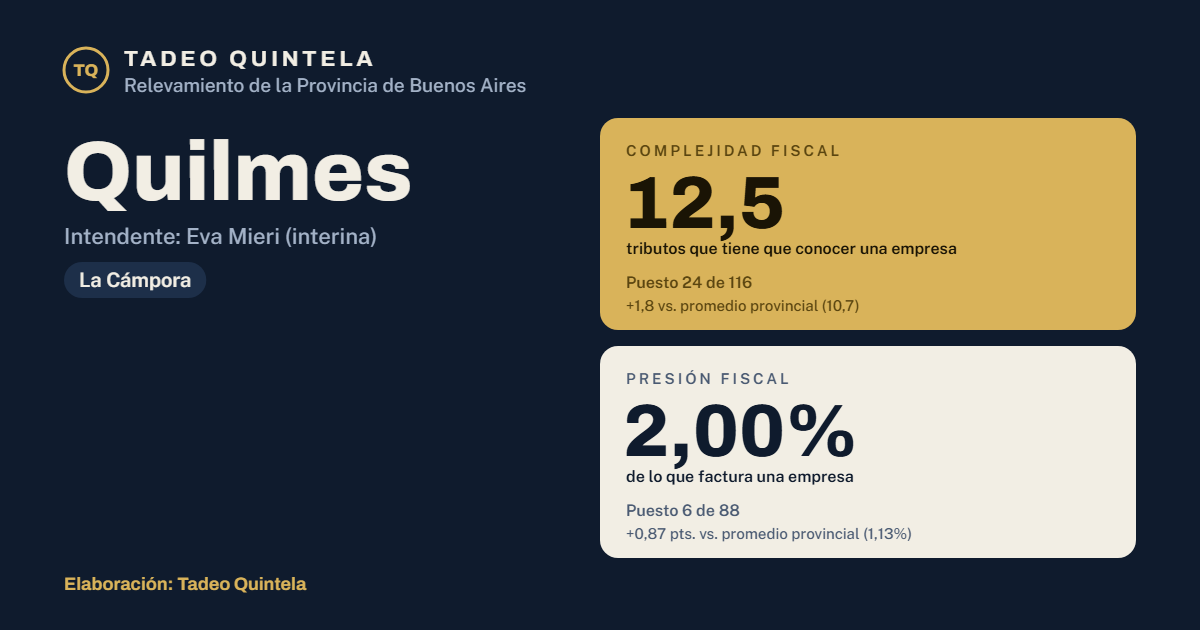 TQ
TADEO QUINTELA
Relevamiento de la Provincia de Buenos Aires
Quilmes
Intendente: Eva Mieri (interina)
La Cámpora
COMPLEJIDAD FISCAL
12,5
tributos que tiene que conocer una empresa
Puesto 24 de 116
+1,8 vs. promedio provincial (10,7)
PRESIÓN FISCAL
2,00%
de lo que factura una empresa
Puesto 6 de 88
+0,87 pts. vs. promedio provincial (1,13%)
Elaboración: Tadeo Quintela